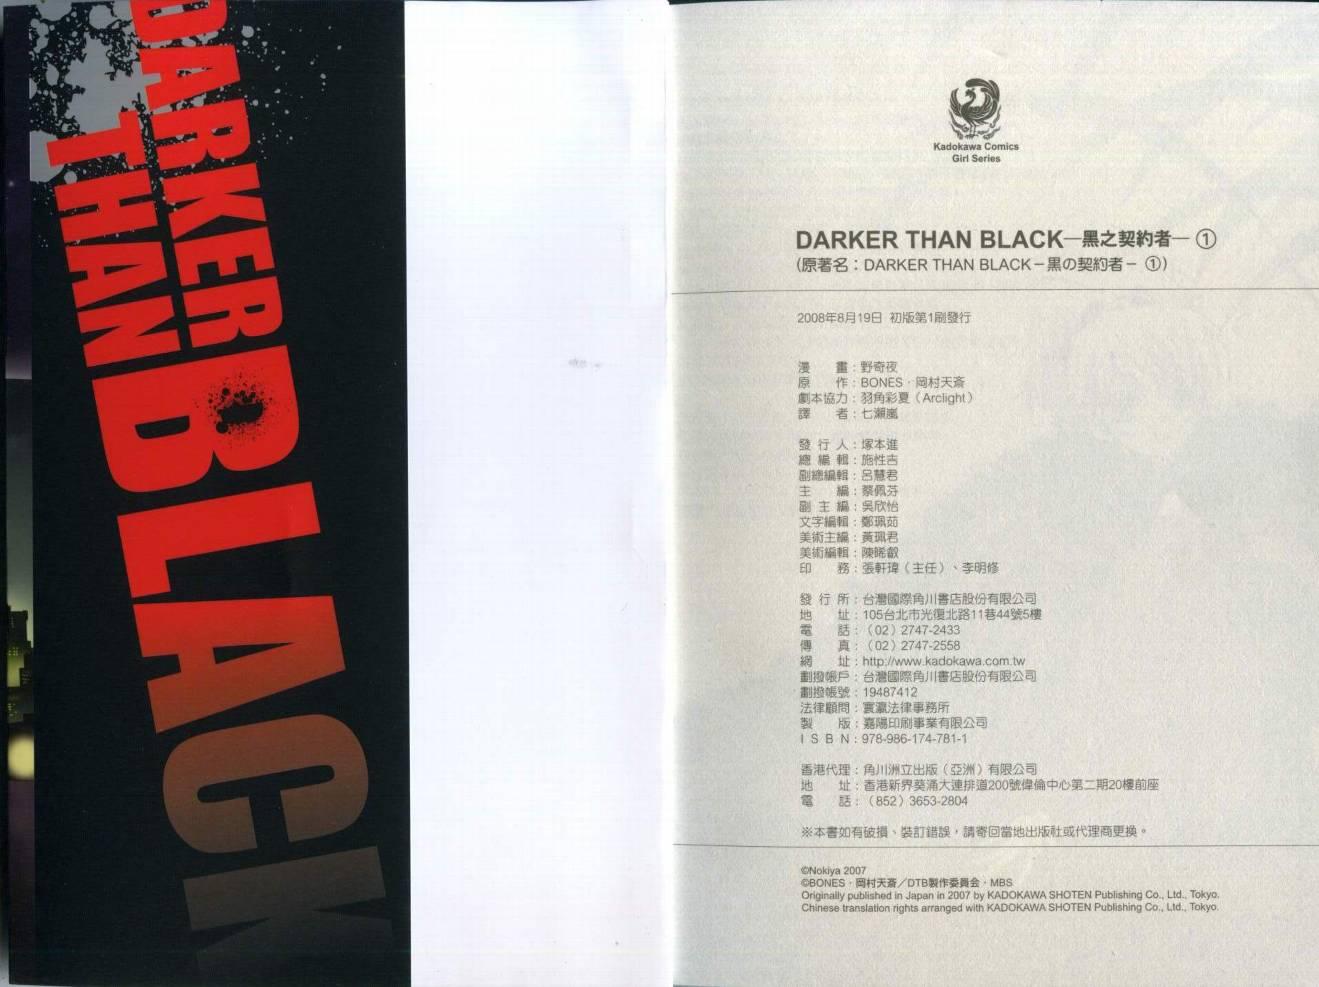 DARKER
THAN
BLACK
Kadokawa Comics
Girl Series
DARKER THAN BLACK—黑之契約者— ①
(原著名：DARKER THAN BLACK－黒の契約者－ ①)
2008年8月19日 初版第1刷發行
漫　　畫：野奇夜
原　　作：BONES‧岡村天斎
劇本協力：羽角彩夏（Arclight）
譯　　者：七瀨嵐
發 行 人：塚本進
總 編 輯：施性吉
副總編輯：呂慧君
主　　編：蔡佩芬
副 主 編：吳欣怡
文字編輯：鄭珮茹
美術主編：黃珮君
美術編輯：陳晞叡
印　　務：張軒瑋（主任）、李明修
發 行 所：台灣國際角川書店股份有限公司
地　　址：105台北市光復北路11巷44號5樓
電　　話：（02）2747-2433
傳　　真：（02）2747-2558
網　　址：http://www.kadokawa.com.tw
劃撥帳戶：台灣國際角川書店股份有限公司
劃撥帳號：19487412
法律顧問：寰瀛法律事務所
製　　版：嘉陽印刷事業有限公司
I S B N：978-986-174-781-1
香港代理：角川洲立出版（亞洲）有限公司
地　　址：香港新界葵涌大連排道200號偉倫中心第二期20樓前座
電　　話：（852）3653-2804
※本書如有破損、裝訂錯誤，請寄回當地出版社或代理商更換。
©Nokiya 2007
©BONES‧岡村天斎／DTB製作委員会‧MBS
Originally published in Japan in 2007 by KADOKAWA SHOTEN Publishing Co., Ltd., Tokyo.
Chinese translation rights arranged with KADOKAWA SHOTEN Publishing Co., Ltd., Tokyo.